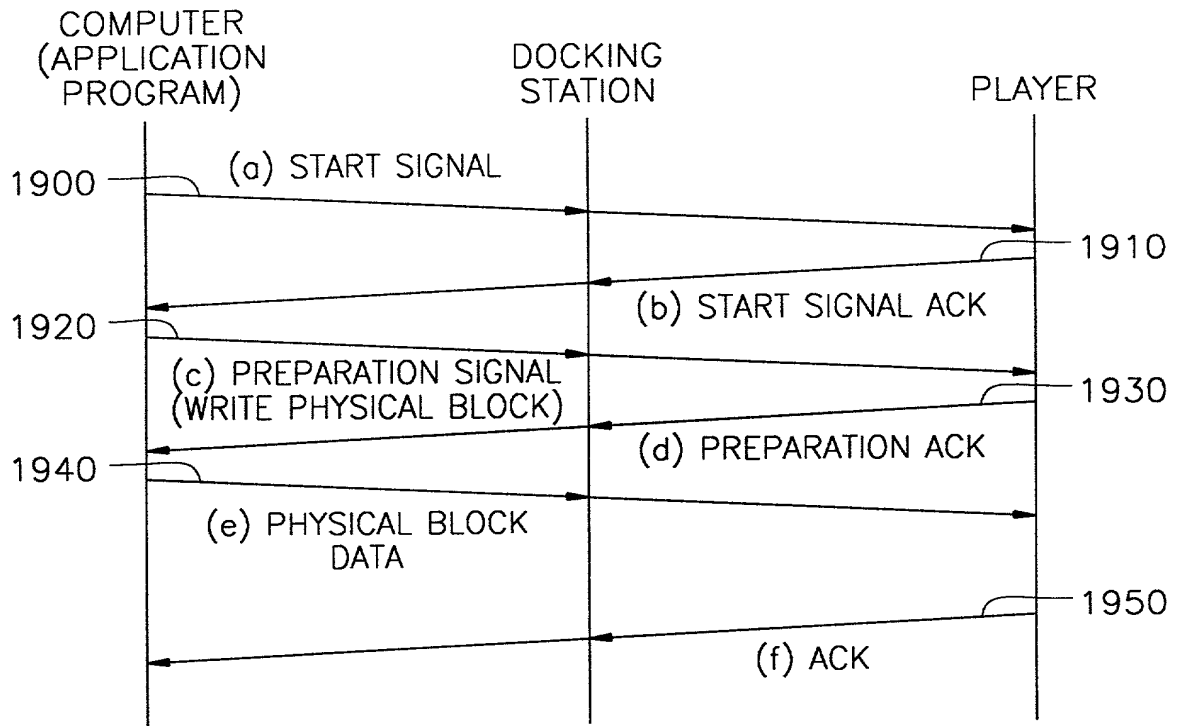 COMPUTER
(APPLICATION
PROGRAM)
DOCKING
STATION
PLAYER
1900
(a) START SIGNAL
1910
(b) START SIGNAL ACK
1920
(c) PREPARATION SIGNAL
(WRITE PHYSICAL BLOCK)
1930
(d) PREPARATION ACK
1940
(e) PHYSICAL BLOCK
DATA
1950
(f) ACK